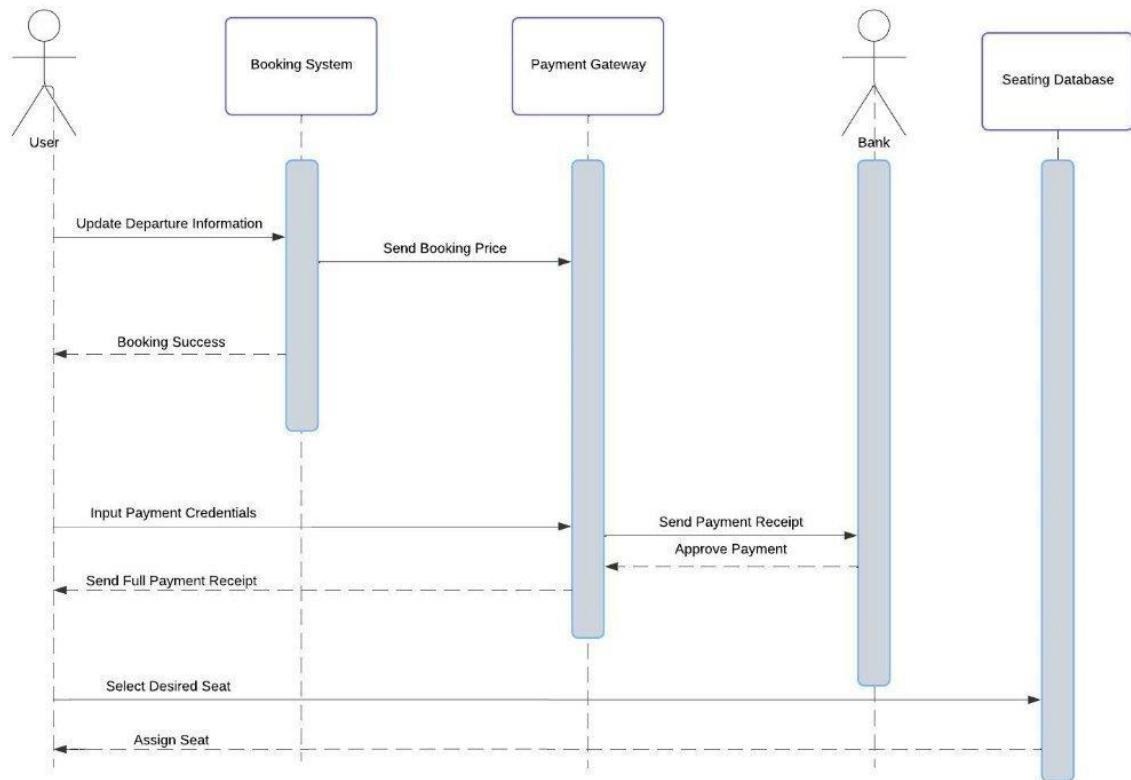 Booking System
Payment Gateway
Seating Database
User
Bank
Update Departure Information
Send Booking Price
Booking Success
Input Payment Credentials
Send Payment Receipt
Approve Payment
Send Full Payment Receipt
Select Desired Seat
Assign Seat